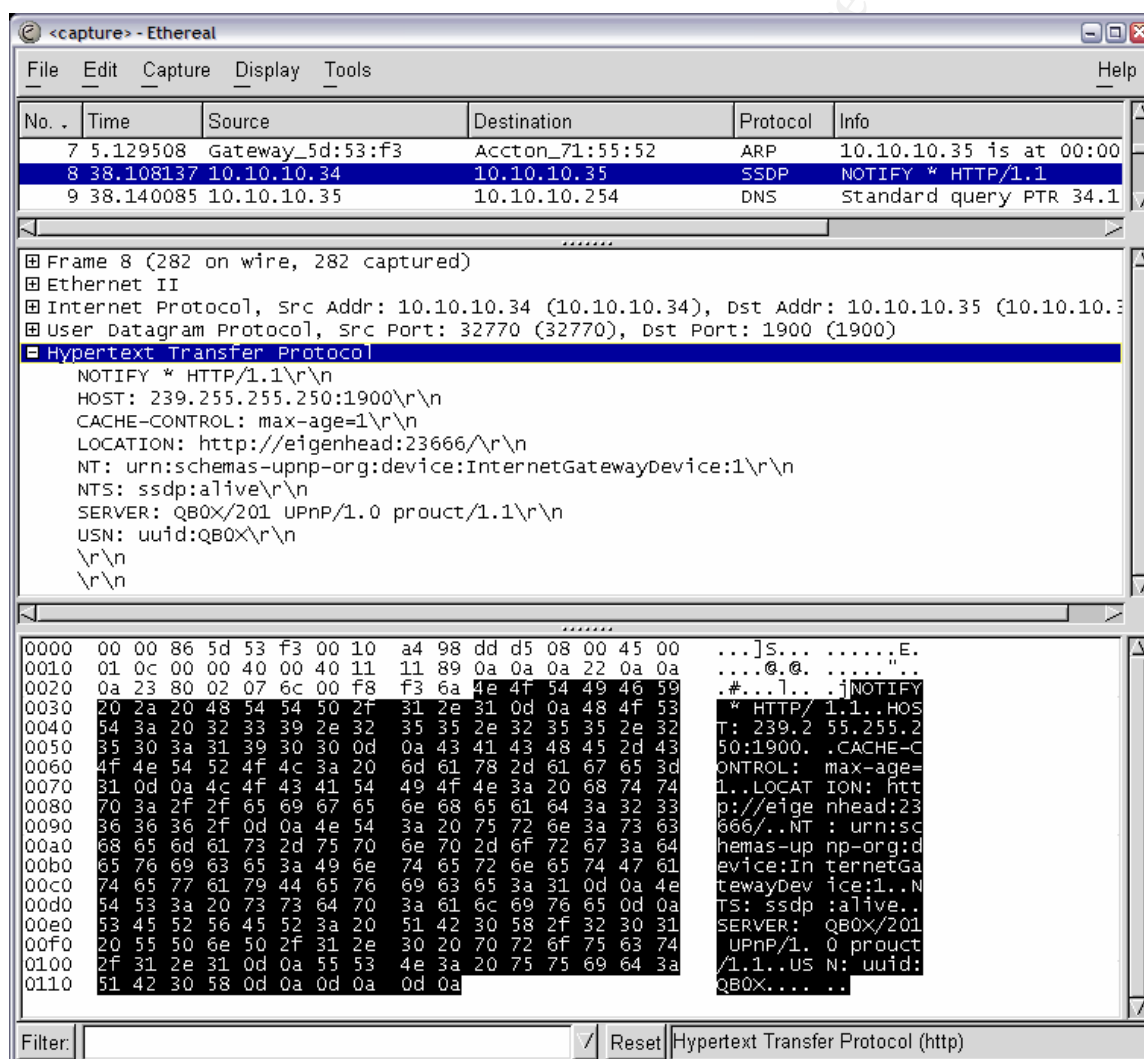 <capture> - Ethereal
File Edit Capture Display Tools Help
No. Time Source Destination Protocol Info
7 5.129508 Gateway_5d:53:f3 Accton_71:55:52 ARP 10.10.10.35 is at 00:00
8 38.108137 10.10.10.34 10.10.10.35 SSDP NOTIFY * HTTP/1.1
9 38.140085 10.10.10.35 10.10.10.254 DNS Standard query PTR 34.1
Frame 8 (282 on wire, 282 captured)
Ethernet II
Internet Protocol, Src Addr: 10.10.10.34 (10.10.10.34), Dst Addr: 10.10.10.35 (10.10.10.3
User Datagram Protocol, Src Port: 32770 (32770), Dst Port: 1900 (1900)
Hypertext Transfer Protocol
NOTIFY * HTTP/1.1\r\n
HOST: 239.255.255.250:1900\r\n
CACHE-CONTROL: max-age=1\r\n
LOCATION: http://eigenhead:23666/\r\n
NT: urn:schemas-upnp-org:device:InternetGatewayDevice:1\r\n
NTS: ssdp:alive\r\n
SERVER: QB0X/201 UPnP/1.0 prouct/1.1\r\n
USN: uuid:QB0X\r\n
\r\n
\r\n
0000 00 00 86 5d 53 f3 00 10 a4 98 dd d5 08 00 45 00 ...]S... ......E.
0010 01 0c 00 00 40 00 40 11 11 89 0a 0a 0a 22 0a 0a ....@.@. ....."..
0020 0a 23 80 02 07 6c 00 f8 f3 6a 4e 4f 54 49 46 59 .#...l.. .jNOTIFY
0030 20 2a 20 48 54 54 50 2f 31 2e 31 0d 0a 48 4f 53 * HTTP/ 1.1..HOS
0040 54 3a 20 32 33 39 2e 32 35 35 2e 32 35 35 2e 32 T: 239.2 55.255.2
0050 35 30 3a 31 39 30 30 0d 0a 43 41 43 48 45 2d 43 50:1900. .CACHE-C
0060 4f 4e 54 52 4f 4c 3a 20 6d 61 78 2d 61 67 65 3d ONTROL: max-age=
0070 31 0d 0a 4c 4f 43 41 54 49 4f 4e 3a 20 68 74 74 1..LOCAT ION: htt
0080 70 3a 2f 2f 65 69 67 65 6e 68 65 61 64 3a 32 33 p://eige nhead:23
0090 36 36 36 2f 0d 0a 4e 54 3a 20 75 72 6e 3a 73 63 666/..NT : urn:sc
00a0 68 65 6d 61 73 2d 75 70 6e 70 2d 6f 72 67 3a 64 hemas-up np-org:d
00b0 65 76 69 63 65 3a 49 6e 74 65 72 6e 65 74 47 61 evice:In ternetGa
00c0 74 65 77 61 79 44 65 76 69 63 65 3a 31 0d 0a 4e tewayDev ice:1..N
00d0 54 53 3a 20 73 73 64 70 3a 61 6c 69 76 65 0d 0a TS: ssdp :alive..
00e0 53 45 52 56 45 52 3a 20 51 42 30 58 2f 32 30 31 SERVER: QB0X/201
00f0 20 55 50 6e 50 2f 31 2e 30 20 70 72 6f 75 63 74 UPnP/1. 0 prouct
0100 2f 31 2e 31 0d 0a 55 53 4e 3a 20 75 75 69 64 3a /1.1..US N: uuid:
0110 51 42 30 58 0d 0a 0d 0a 0d 0a QB0X.... ..
Filter: Reset Hypertext Transfer Protocol (http)